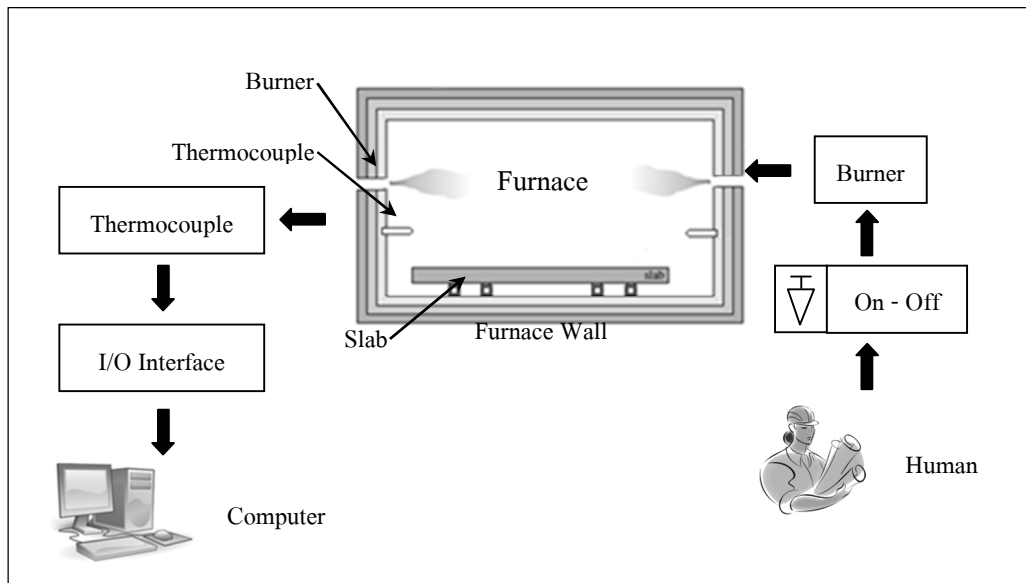 Burner
Thermocouple
Furnace
Burner
Thermocouple
slab
On - Off
Slab
Furnace Wall
I/O Interface
Human
Computer